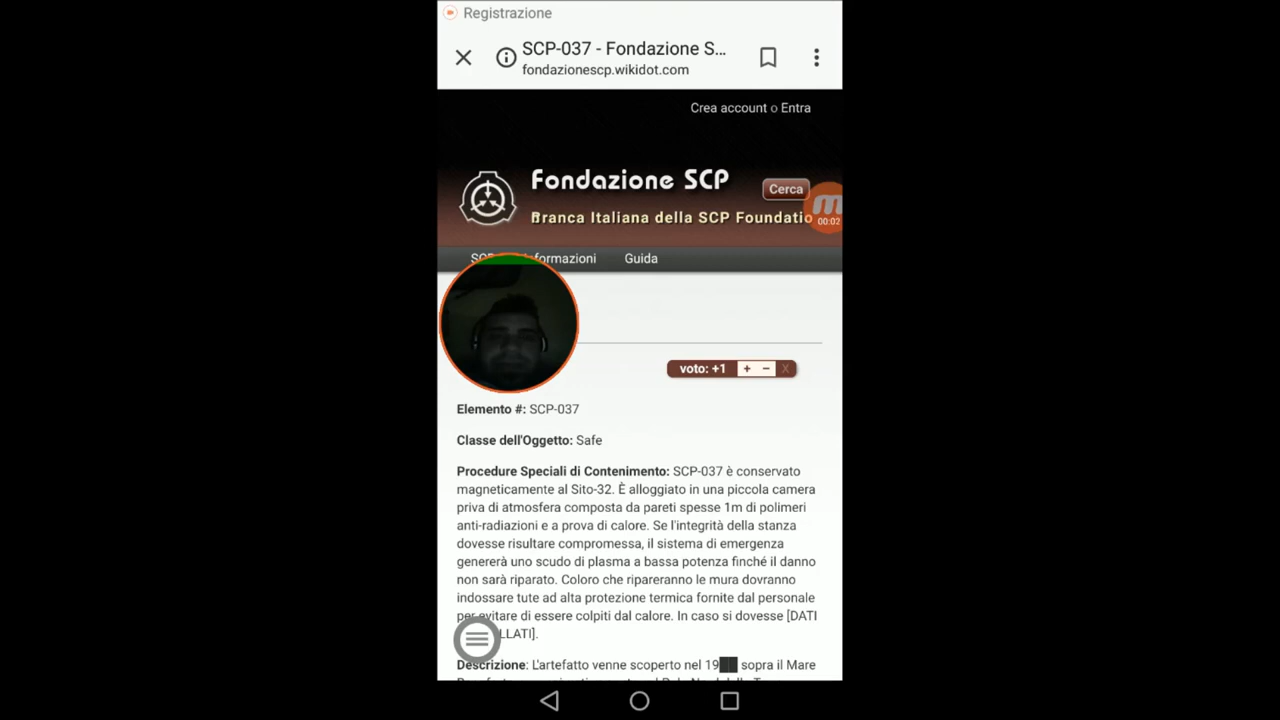 Registrazione
SCP-037 - Fondazione S...
fondazionescp.wikidot.com
Crea account o Entra
Fondazione SCP
Cerca
Branca Italiana della SCP Foundatio
00:02
Guida
voto: +1 + − X
Elemento #: SCP-037
Classe dell'Oggetto: Safe
Procedure Speciali di Contenimento: SCP-037 è conservato
magneticamente al Sito-32. È alloggiato in una piccola camera
priva di atmosfera composta da pareti spesse 1m di polimeri
anti-radiazioni e a prova di calore. Se l'integrità della stanza
dovesse risultare compromessa, il sistema di emergenza
genererà uno scudo di plasma a bassa potenza finché il danno
non sarà riparato. Coloro che ripareranno le mura dovranno
indossare tute ad alta protezione termica fornite dal personale
per evitare di essere colpiti dal calore. In caso si dovesse [DATI
LLATI].
Descrizione: L'artefatto venne scoperto nel 19██ sopra il Mare